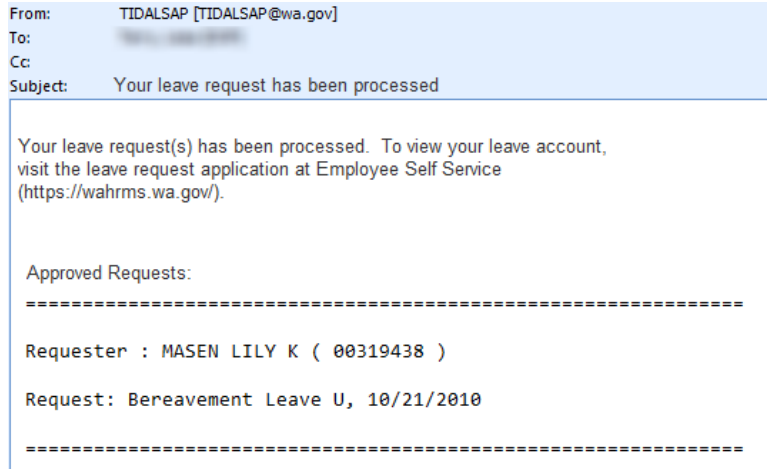 From: TIDALSAP [TIDALSAP@wa.gov]
To:
Cc:
Subject: Your leave request has been processed
Your leave request(s) has been processed. To view your leave account,
visit the leave request application at Employee Self Service
(https://wahrms.wa.gov/).
Approved Requests:
===============================================================
Requester : MASEN LILY K ( 00319438 )
Request: Bereavement Leave U, 10/21/2010
===============================================================